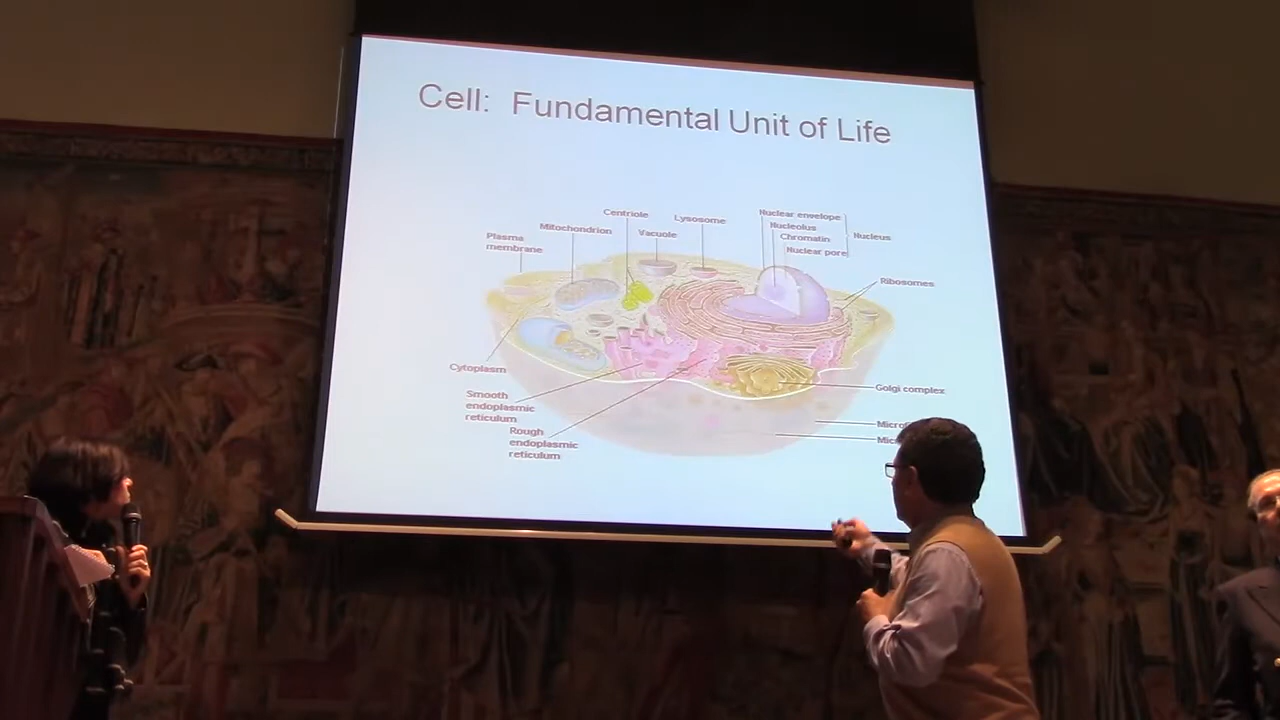 Cell: Fundamental Unit of Life
Centriole
Lysosome
Nuclear envelope
Nucleolus
Chromatin
Nuclear pore
Nucleus
Mitochondrion
Vacuole
Plasma
membrane
Ribosomes
Cytoplasm
Smooth
endoplasmic
reticulum
Rough
endoplasmic
reticulum
Golgi complex